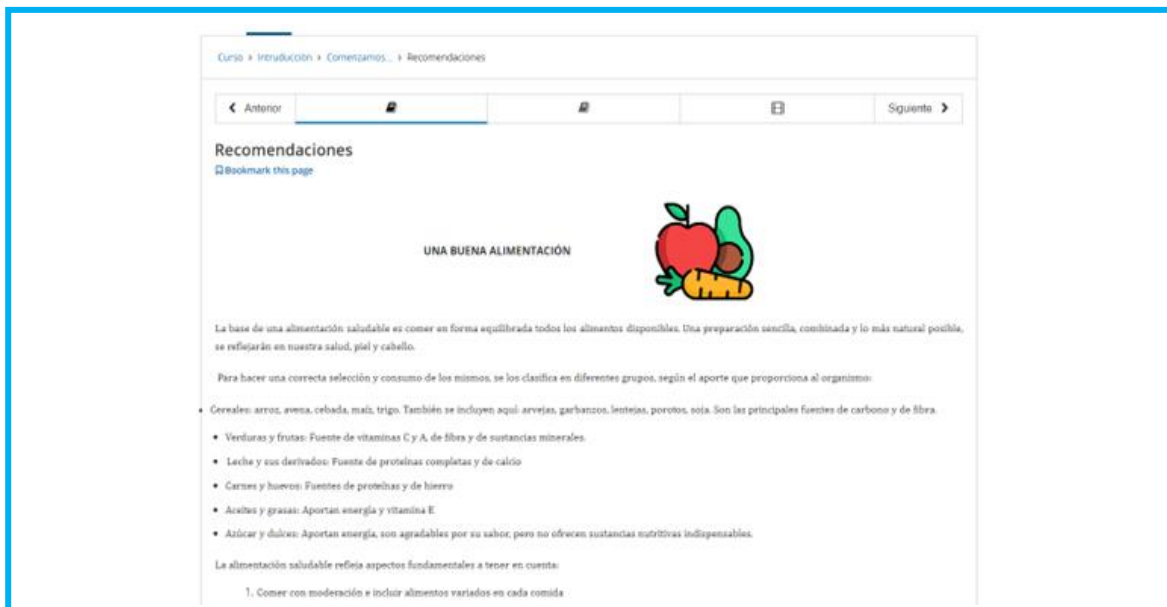 Curso > Intruducción > Comenzamos... > Recomendaciones
Anterior
Siguiente
Recomendaciones
Bookmark this page
UNA BUENA ALIMENTACIÓN
La base de una alimentación saludable es comer en forma equilibrada todos los alimentos disponibles. Una preparación sencilla, combinada y lo más natural posible,
se reflejarán en nuestra salud, piel y cabello.
Para hacer una correcta selección y consumo de los mismos, se los clasifica en diferentes grupos, según el aporte que proporciona al organismo:
• Cereales: arroz, avena, cebada, maíz, trigo. También se incluyen aquí: arvejas, garbanzos, lentejas, porotos, soja. Son las principales fuentes de carbono y de fibra.
• Verduras y frutas: Fuente de vitaminas C y A, de fibra y de sustancias minerales.
• Leche y sus derivados: Fuente de proteínas completas y de calcio
• Carnes y huevos: Fuentes de proteínas y de hierro
• Aceites y grasas: Aportan energía y vitamina E
• Azúcar y dulces: Aportan energía, son agradables por su sabor, pero no ofrecen sustancias nutritivas indispensables.
La alimentación saludable refleja aspectos fundamentales a tener en cuenta:
1. Comer con moderación e incluir alimentos variados en cada comida